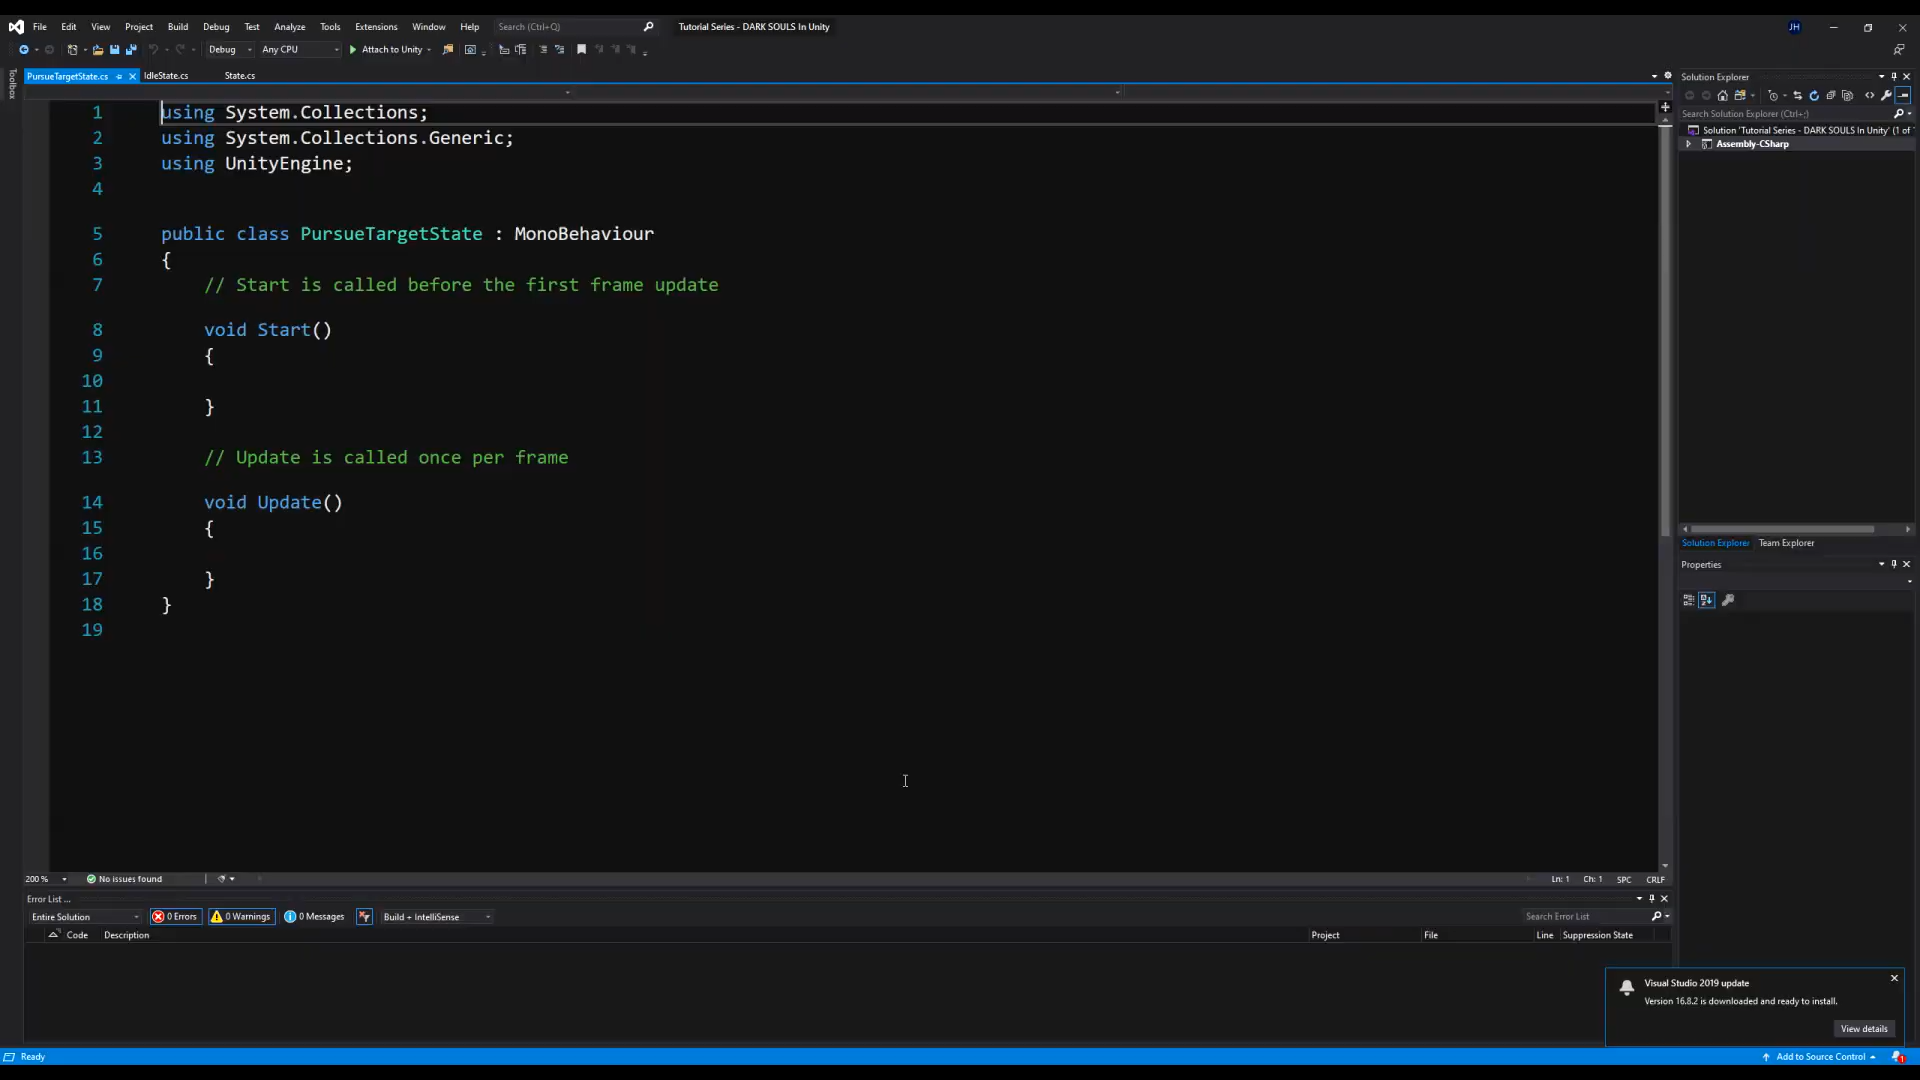 File Edit View Project Build Debug Test Analyze Tools Extensions Window Help Search (Ctrl+Q) Tutorial Series - DARK SOULS In Unity JH
Debug Any CPU Attach to Unity
Toolbox
PursueTargetState.cs IdleState.cs State.cs
1 using System.Collections;
2 using System.Collections.Generic;
3 using UnityEngine;
4
5 public class PursueTargetState : MonoBehaviour
6 {
7 // Start is called before the first frame update
8 void Start()
9 {
10
11 }
12
13 // Update is called once per frame
14 void Update()
15 {
16
17 }
18 }
19
200 % No issues found Ln: 1 Ch: 1 SPC CRLF
Error List ...
Entire Solution 0 Errors 0 Warnings 0 Messages Build + IntelliSense Search Error List
Code Description Project File Line Suppression State
Solution Explorer
Search Solution Explorer (Ctrl+;)
Solution 'Tutorial Series - DARK SOULS In Unity' (1 of
Assembly-CSharp
Solution Explorer Team Explorer
Properties
Visual Studio 2019 update
Version 16.8.2 is downloaded and ready to install.
View details
Ready Add to Source Control 1